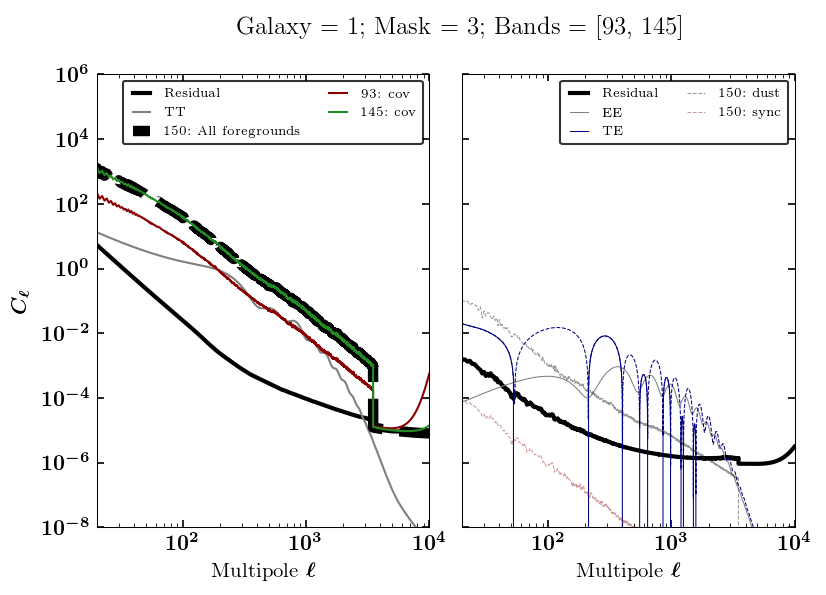 Galaxy = 1; Mask = 3; Bands = [93, 145]
Residual
TT
150: All foregrounds
93: cov
145: cov
Residual
EE
TE
150: dust
150: sync
10^6
10^4
10^2
10^0
10^−2
10^−4
10^−6
10^−8
C_ℓ
10^2 10^3 10^4
10^2 10^3 10^4
Multipole ℓ
Multipole ℓ